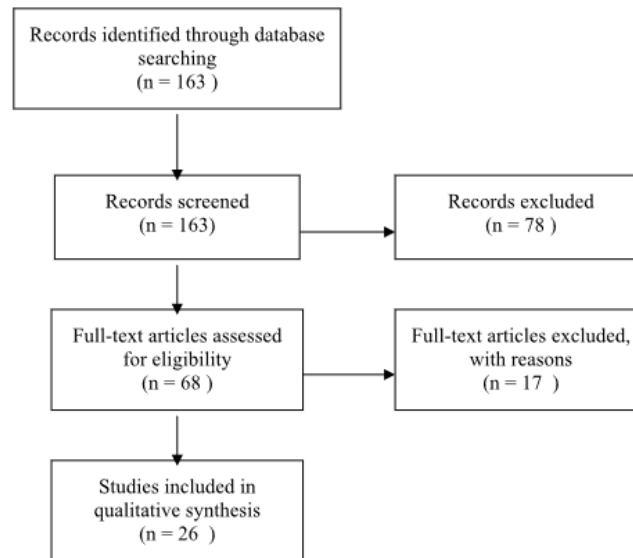 Records identified through database
searching
(n = 163 )
Records screened
(n = 163)
Records excluded
(n = 78 )
Full-text articles assessed
for eligibility
(n = 68 )
Full-text articles excluded,
with reasons
(n = 17 )
Studies included in
qualitative synthesis
(n = 26 )